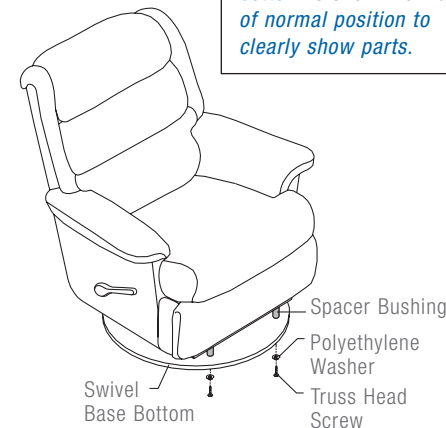 of normal position to
clearly show parts.
Spacer Bushing
Polyethylene
Washer
Truss Head
Screw
Swivel
Base Bottom